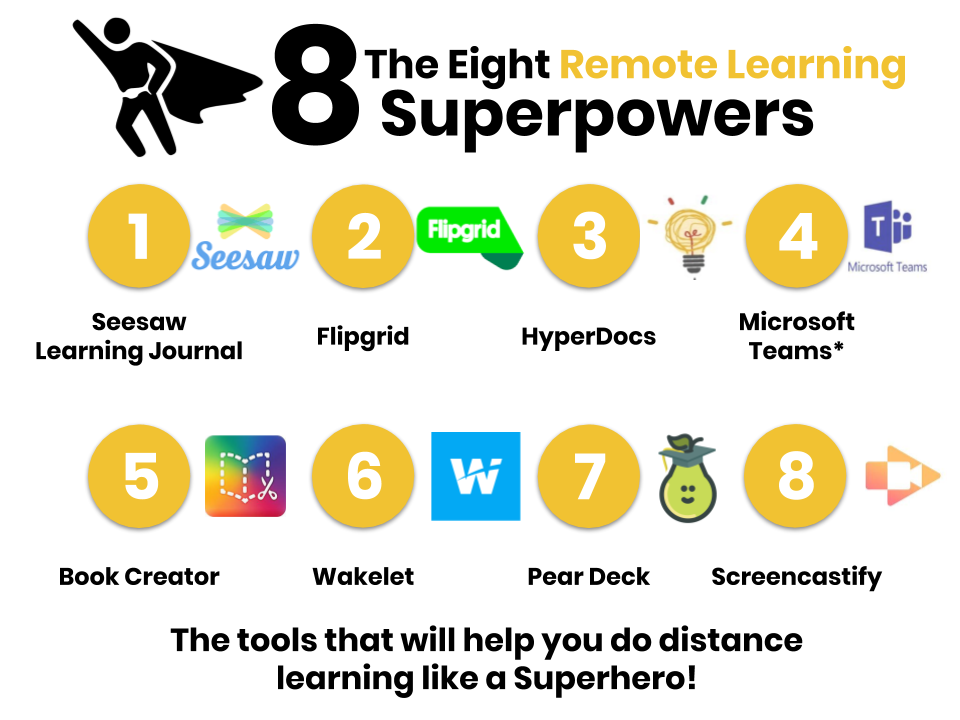 8
The Eight Remote Learning
Superpowers
1
Seesaw
2
Flipgrid
3
4
T
Microsoft Teams
Seesaw
Learning Journal
Flipgrid
HyperDocs
Microsoft
Teams*
5
6
W
7
8
Book Creator
Wakelet
Pear Deck
Screencastify
The tools that will help you do distance
learning like a Superhero!